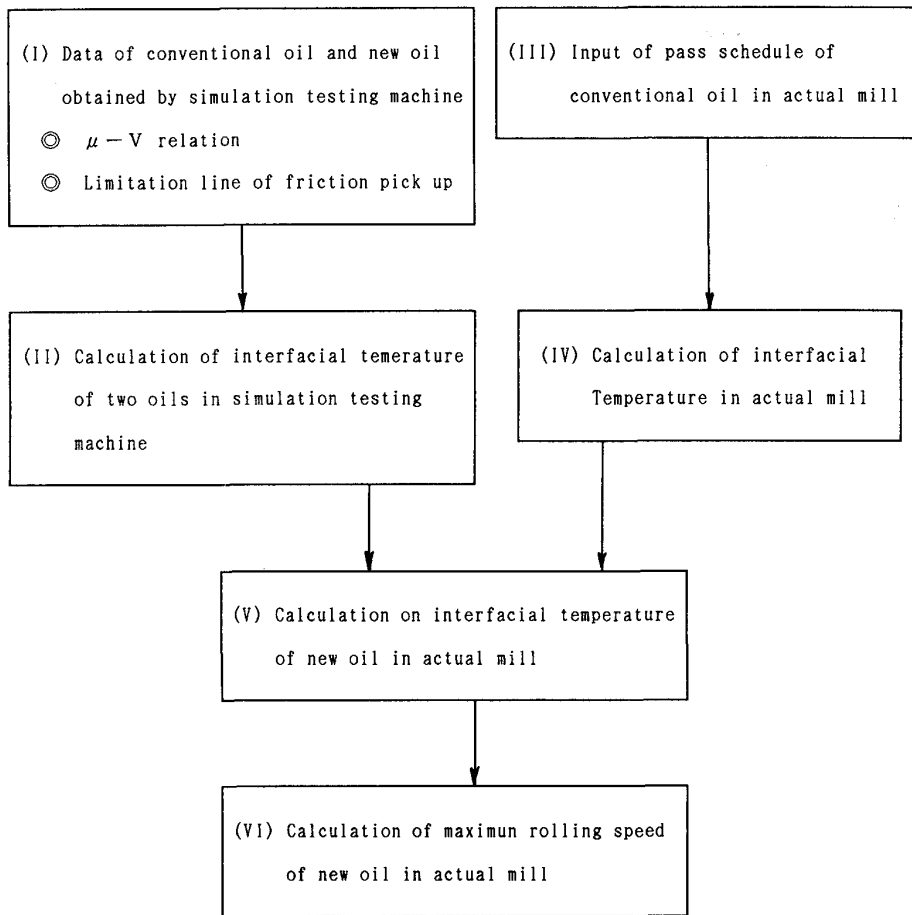 (I) Data of conventional oil and new oil
obtained by simulation testing machine
◎ μ－V relation
◎ Limitation line of friction pick up
(II) Calculation of interfacial temerature
of two oils in simulation testing
machine
(III) Input of pass schedule of
conventional oil in actual mill
(IV) Calculation of interfacial
Temperature in actual mill
(V) Calculation on interfacial temperature
of new oil in actual mill
(VI) Calculation of maximun rolling speed
of new oil in actual mill